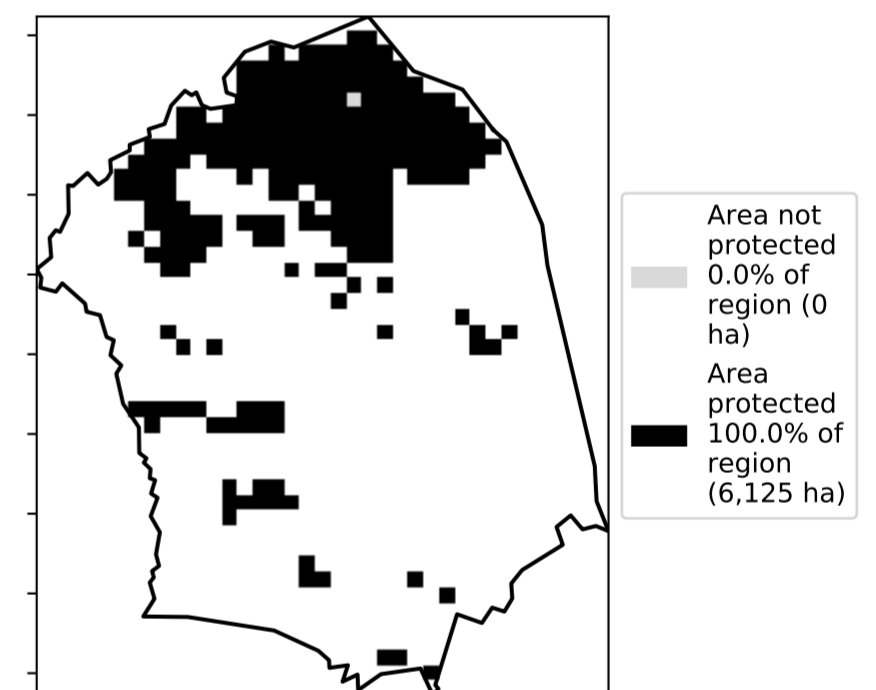 Area not
protected
0.0% of
region (0
ha)
Area
protected
100.0% of
region
(6,125 ha)